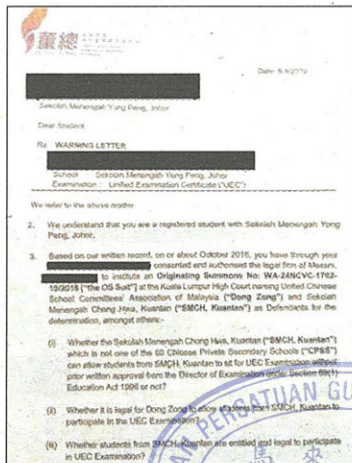 董總
Date: 5/4/2019
Sekolah Menengah Yong Peng, Johor
Dear Student
Re WARNING LETTER
School : Sekolah Menengah Yong Peng, Johor
Examination : Unified Examination Certificate ("UEC")
We refer to the above matter
2. We understand that you are a registered student with Sekolah Menengah Yong
Peng, Johor.
3. Based on our written record, on or about October 2016, you have through your
consented and authorised the legal firm of Messrs.
to institute an Originating Summons No: WA-24NCVC-1762-
10/2016 ("the OS Suit") at the Kuala Lumpur High Court naming United Chinese
School Committees' Association of Malaysia ("Dong Zong") and Sekolah
Menengah Chong Hwa, Kuantan ("SMCH, Kuantan") as Defendants for the
determination, amongst others:-
(i) Whether the Sekolah Menengah Chong Hwa, Kuantan ("SMCH, Kuantan")
which is not one of the 60 Chinese Private Secondary Schools ("CPSS")
can allow students from SMCH, Kuantan to sit for UEC Examination without
prior written approval from the Director of Examination under Section 69(1)
Education Act 1996 or not?
(ii) Whether it is legal for Dong Zong to allow students from SMCH, Kuantan to
participate in the UEC Examination?
(iii) Whether students from SMCH, Kuantan are entitled and legal to participate
in UEC Examination?
PERSATUAN GU
馬 來